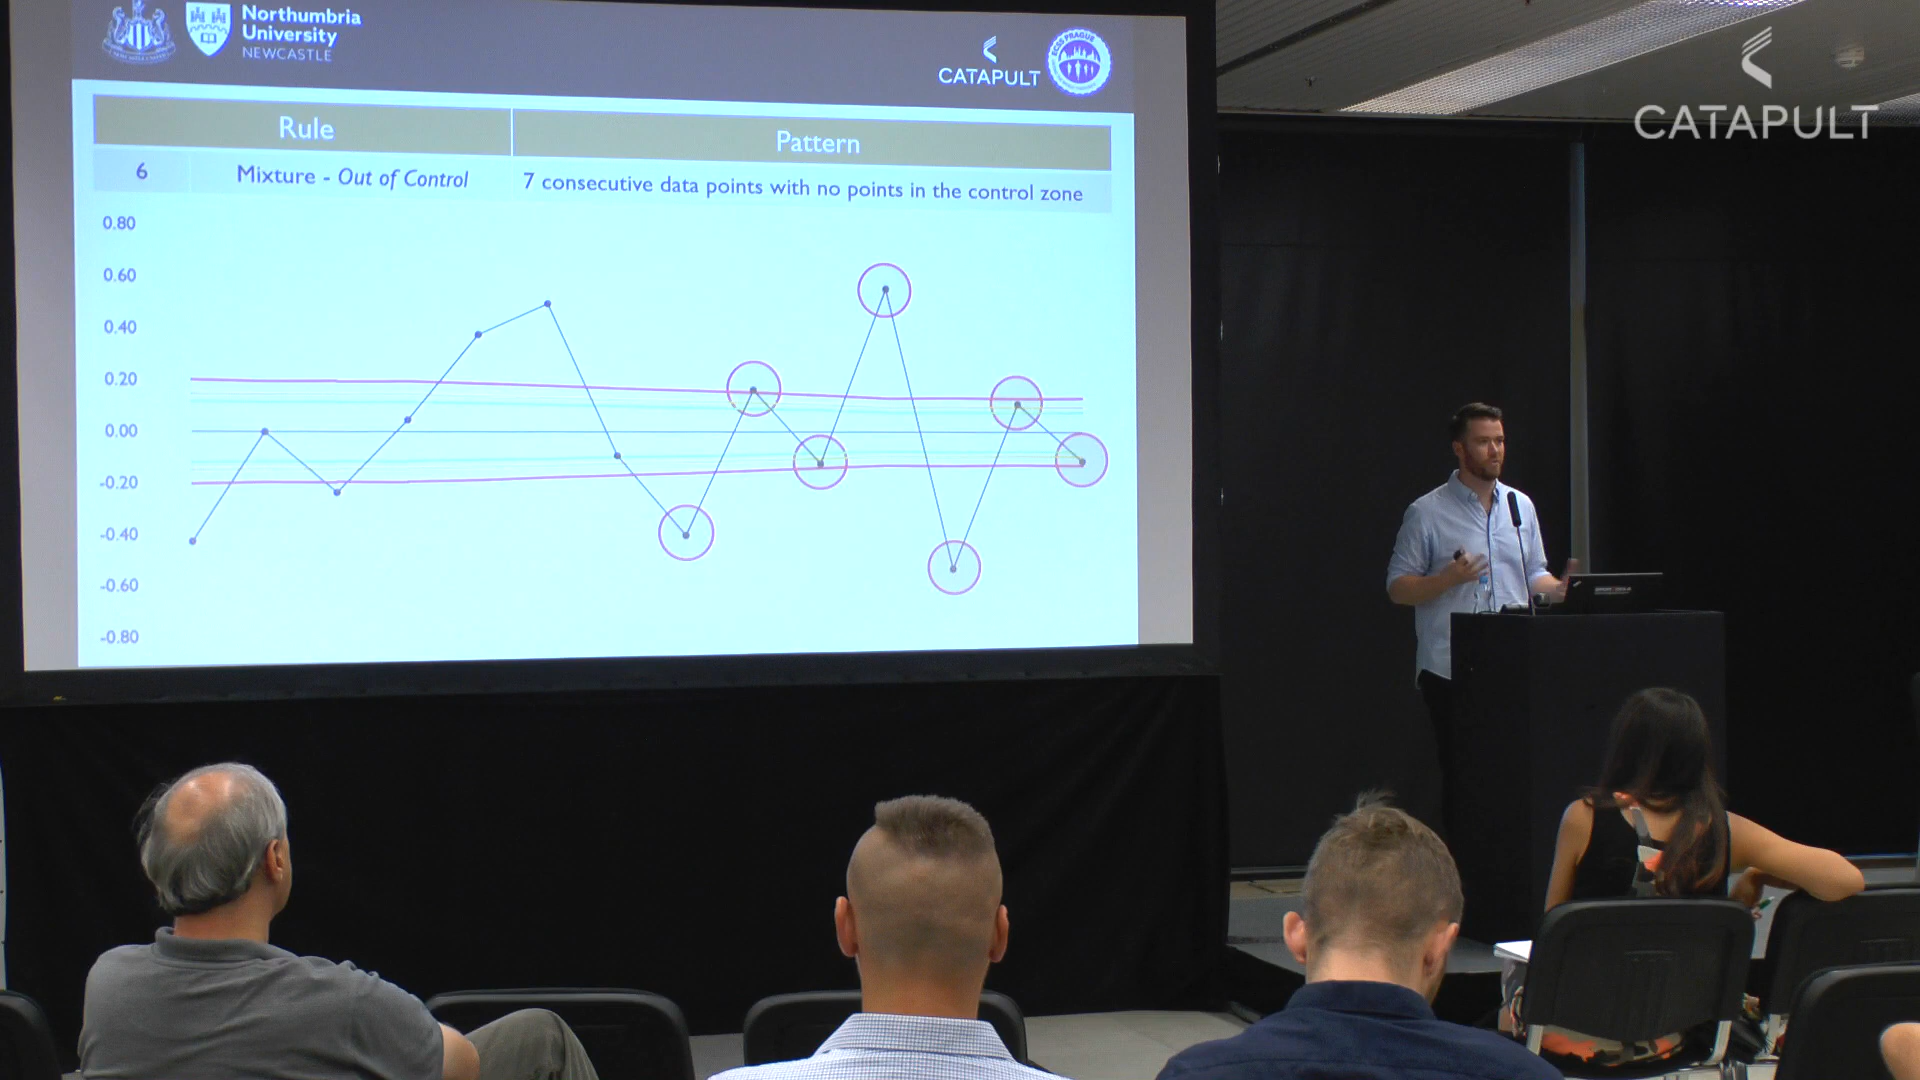 Northumbria
University
NEWCASTLE
CATAPULT
ECSS PRAGUE
CATAPULT
Rule
Pattern
6
Mixture - Out of Control
7 consecutive data points with no points in the control zone
0.80
0.60
0.40
0.20
0.00
-0.20
-0.40
-0.60
-0.80